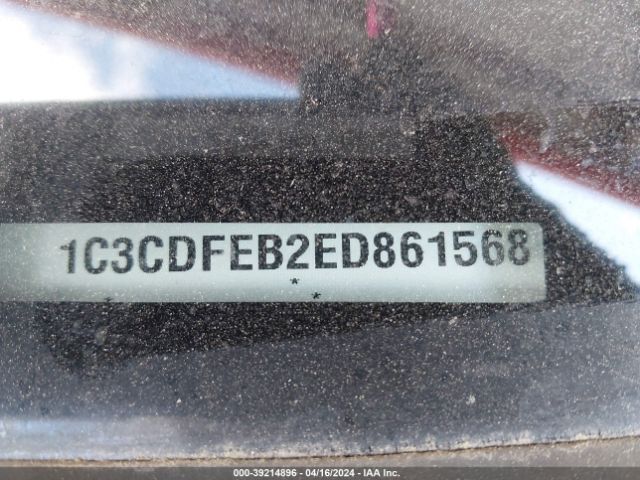 1C3CDFEB2ED861568
*
*
000-39214896 - 04/16/2024 - IAA Inc.